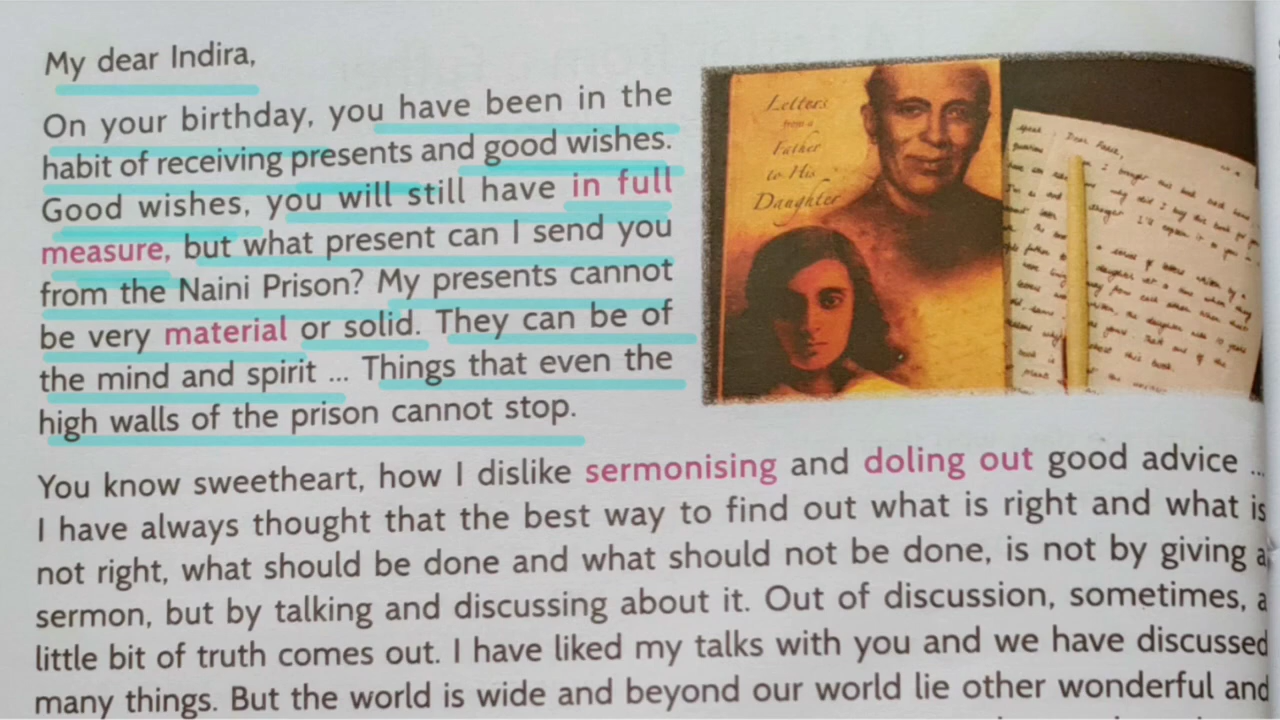 My dear Indira,
On your birthday, you have been in the
habit of receiving presents and good wishes.
Good wishes, you will still have in full
measure, but what present can I send you
from the Naini Prison? My presents cannot
be very material or solid. They can be of
the mind and spirit ... Things that even the
high walls of the prison cannot stop.
Letters
from a
Father
to His
Daughter
You know sweetheart, how I dislike sermonising and doling out good advice ...
I have always thought that the best way to find out what is right and what is
not right, what should be done and what should not be done, is not by giving a
sermon, but by talking and discussing about it. Out of discussion, sometimes, a
little bit of truth comes out. I have liked my talks with you and we have discussed
many things. But the world is wide and beyond our world lie other wonderful and